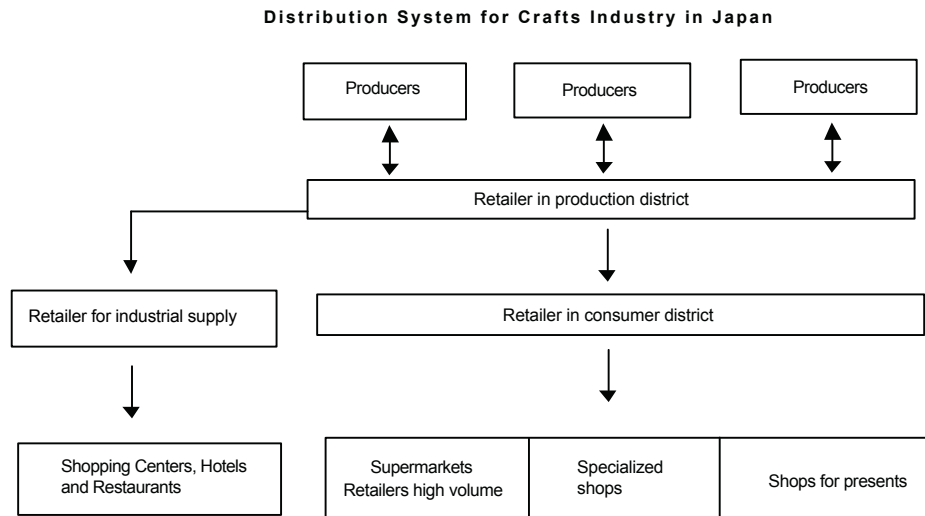 Distribution System for Crafts Industry in Japan
Producers
Producers
Producers
Retailer in production district
Retailer for industrial supply
Retailer in consumer district
Shopping Centers, Hotels
and Restaurants
Supermarkets
Retailers high volume
Specialized
shops
Shops for presents